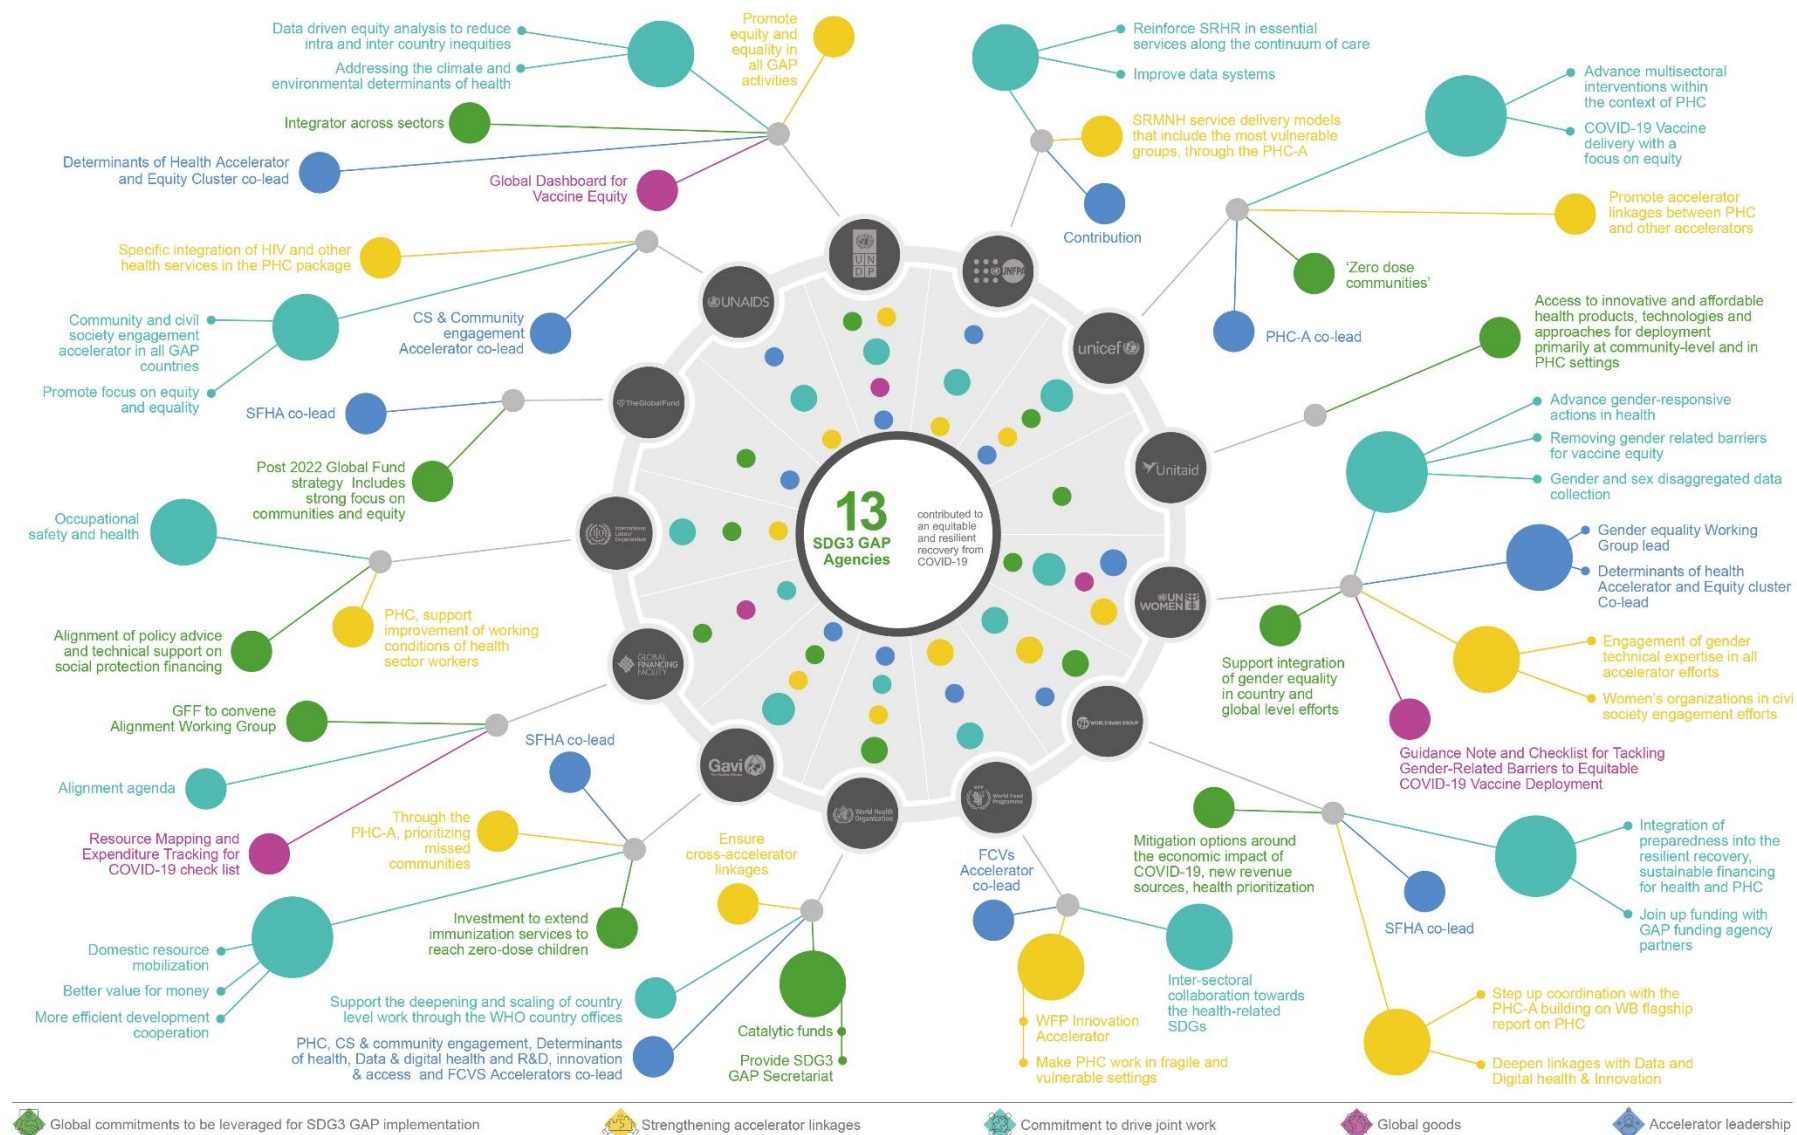 Data driven equity analysis to reduce
intra and inter country inequities
Addressing the climate and
environmental determinants of health
Promote
equity and
equality in
all GAP
activities
Integrator across sectors
Determinants of Health Accelerator
and Equity Cluster co-lead
Global Dashboard for
Vaccine Equity
Reinforce SRHR in essential
services along the continuum of care
Improve data systems
SRMNH service delivery models
that include the most vulnerable
groups, through the PHC-A
Contribution
Advance multisectoral
interventions within
the context of PHC
COVID-19 Vaccine
delivery with a
focus on equity
Promote accelerator
linkages between PHC
and other accelerators
'Zero dose
communities'
PHC-A co-lead
Specific integration of HIV and other
health services in the PHC package
Community and civil
society engagement
accelerator in all GAP
countries
Promote focus on equity
and equality
CS & Community
engagement
Accelerator co-lead
Access to innovative and affordable
health products, technologies and
approaches for deployment
primarily at community-level and in
PHC settings
SFHA co-lead
Post 2022 Global Fund
strategy Includes
strong focus on
communities and equity
Advance gender-responsive
actions in health
Removing gender related barriers
for vaccine equity
Gender and sex disaggregated data
collection
Gender equality Working
Group lead
Determinants of health
Accelerator and Equity cluster
Co-lead
Support integration
of gender equality
in country and
global level efforts
Engagement of gender
technical expertise in all
accelerator efforts
Women's organizations in civi
society engagement efforts
Guidance Note and Checklist for Tackling
Gender-Related Barriers to Equitable
COVID-19 Vaccine Deployment
Occupational
safety and health
Alignment of policy advice
and technical support on
social protection financing
PHC, support
improvement of working
conditions of health
sector workers
GFF to convene
Alignment Working Group
Alignment agenda
Resource Mapping and
Expenditure Tracking for
COVID-19 check list
UN
DP
UNFPA
UNAIDS
unicef
TheGlobalFund
Unitaid
International
Labour
Organization
UN
WOMEN
GLOBAL
FINANCING
FACILITY
WORLD BANK GROUP
Gavi
World Health
Organization
WFP
World Food
Programme
13
SDG3 GAP
Agencies
contributed to
an equitable
and resilient
recovery from
COVID-19
SFHA co-lead
Through the
PHC-A, prioritizing
missed
communities
Investment to extend
immunization services to
reach zero-dose children
Domestic resource
mobilization
Better value for money
More efficient development
cooperation
Ensure
cross-accelerator
linkages
Support the deepening and scaling of country
level work through the WHO country offices
PHC, CS & community engagement, Determinants
of health, Data & digital health and R&D, innovation
& access and FCVS Accelerators co-lead
Catalytic funds
Provide SDG3
GAP Secretariat
FCVs
Accelerator
co-lead
WFP Innovation
Accelerator
Make PHC work in fragile and
vulnerable settings
Inter-sectoral
collaboration towards
the health-related
SDGs
Mitigation options around
the economic impact of
COVID-19, new revenue
sources, health prioritization
SFHA co-lead
Integration of
preparedness into the
resilient recovery,
sustainable financing
for health and PHC
Join up funding with
GAP funding agency
partners
Step up coordination with the
PHC-A building on WB flagship
report on PHC
Deepen linkages with Data and
Digital health & Innovation
Global commitments to be leveraged for SDG3 GAP implementation
Strengthening accelerator linkages
Commitment to drive joint work
Global goods
Accelerator leadership